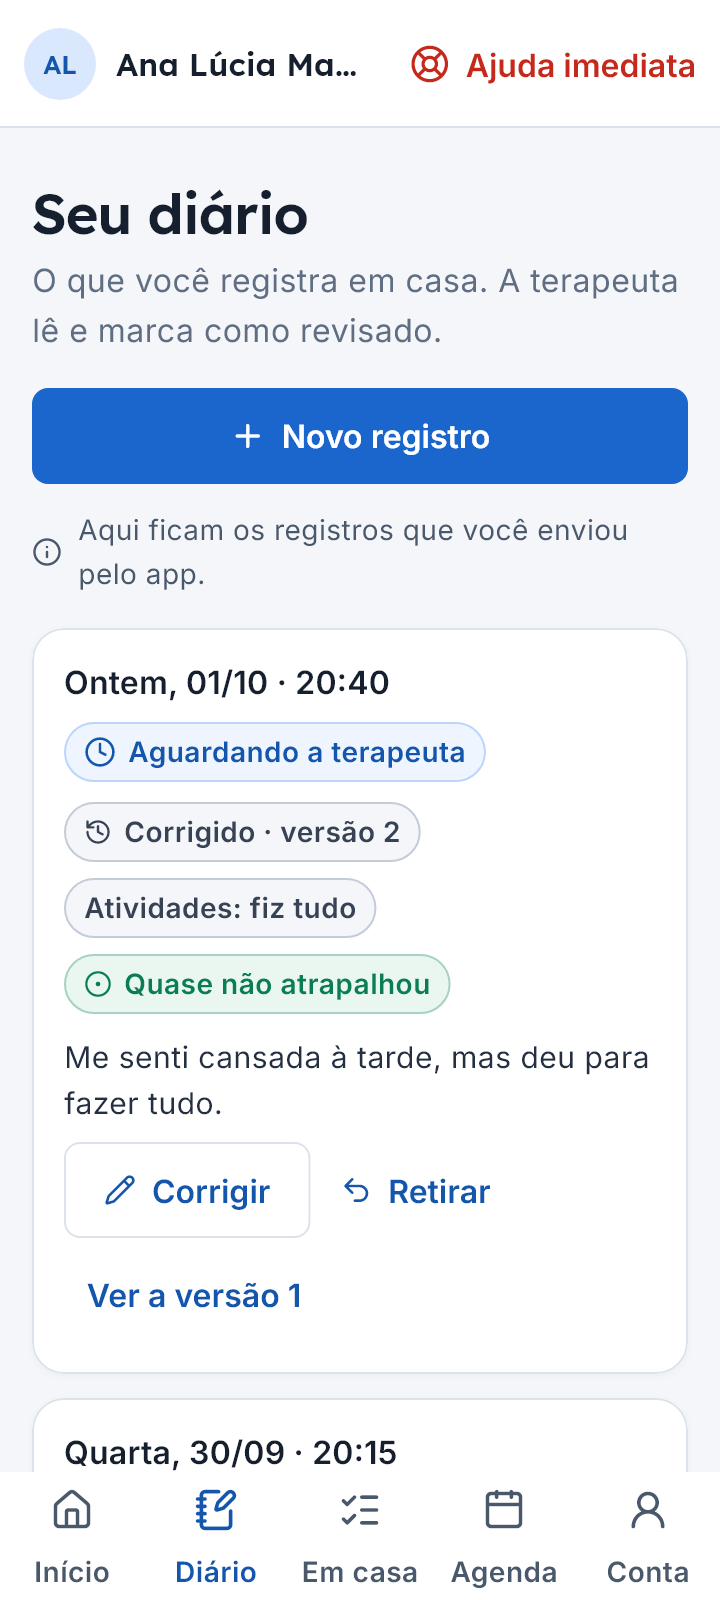 AL
Ana Lúcia Ma...
Ajuda imediata
Seu diário
O que você registra em casa. A terapeuta
lê e marca como revisado.
Novo registro
Aqui ficam os registros que você enviou
pelo app.
Ontem, 01/10 · 20:40
Aguardando a terapeuta
Corrigido · versão 2
Atividades: fiz tudo
Quase não atrapalhou
Me senti cansada à tarde, mas deu para
fazer tudo.
Corrigir
Retirar
Ver a versão 1
Quarta, 30/09 · 20:15
Início
Diário
Em casa
Agenda
Conta